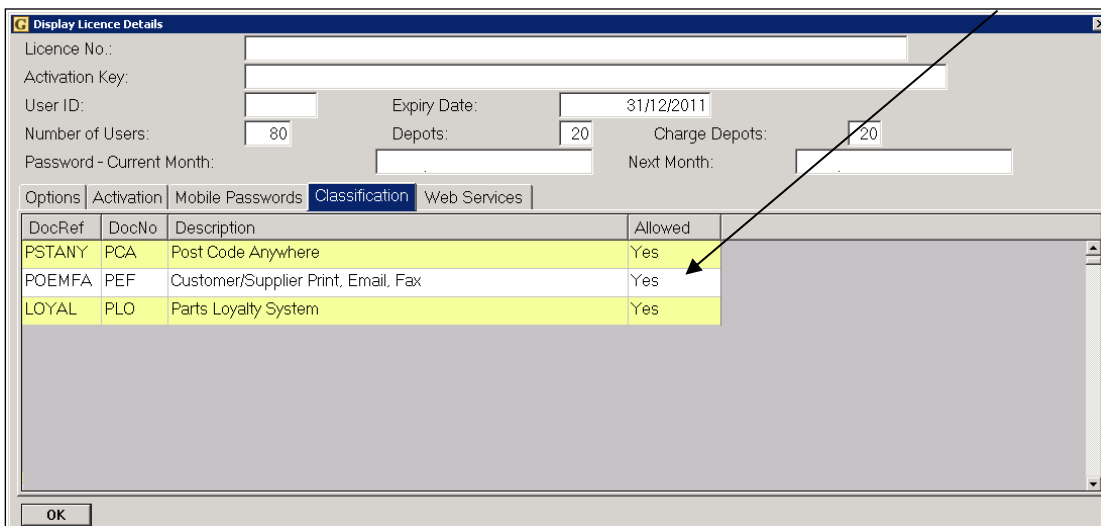 G Display Licence Details
Licence No.:
Activation Key:
User ID: Expiry Date: 31/12/2011
Number of Users: 80 Depots: 20 Charge Depots: 20
Password - Current Month: Next Month:
Options Activation Mobile Passwords Classification Web Services
DocRef DocNo Description Allowed
PSTANY PCA Post Code Anywhere Yes
POEMFA PEF Customer/Supplier Print, Email, Fax Yes
LOYAL PLO Parts Loyalty System Yes
OK